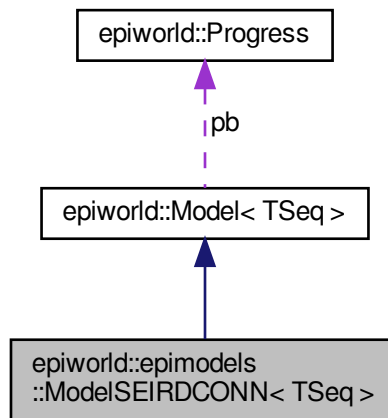 epiworld::Progress
pb
epiworld::Model< TSeq >
epiworld::epimodels
::ModelSEIRDCONN< TSeq >